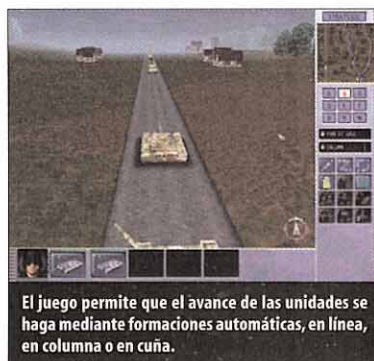 El juego permite que el avance de las unidades se
haga mediante formaciones automáticas, en línea,
en columna o en cuña.